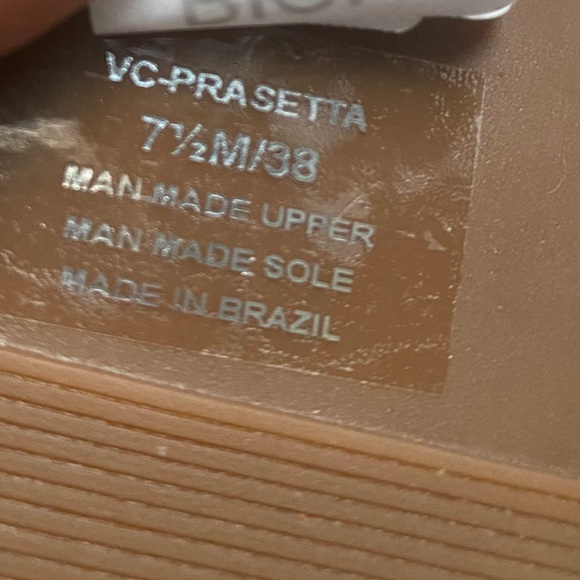 VC-PRASETTA
7½M/38
MAN MADE UPPER
MAN MADE SOLE
MADE IN BRAZIL